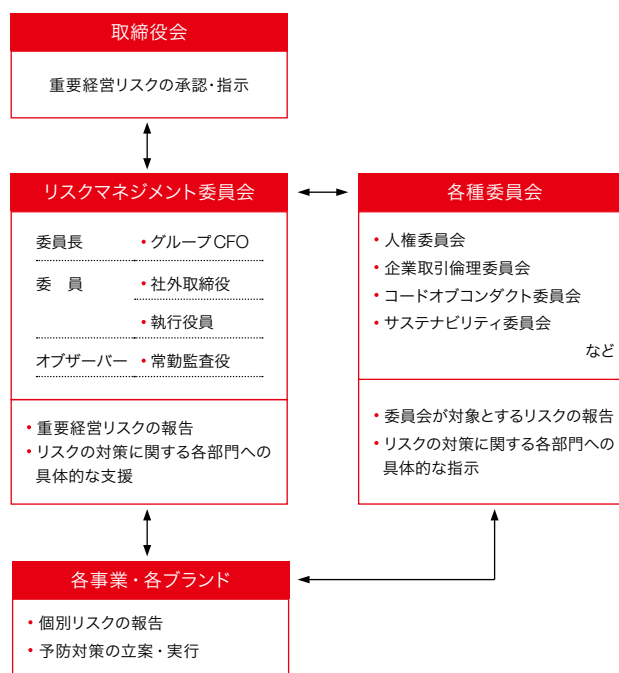 取締役会
重要経営リスクの承認・指示
リスクマネジメント委員会
委員長 ・グループCFO
委　員 ・社外取締役
・執行役員
オブザーバー ・常勤監査役
・重要経営リスクの報告
・リスクの対策に関する各部門への
具体的な支援
各種委員会
・人権委員会
・企業取引倫理委員会
・コードオブコンダクト委員会
・サステナビリティ委員会
など
・委員会が対象とするリスクの報告
・リスクの対策に関する各部門への
具体的な指示
各事業・各ブランド
・個別リスクの報告
・予防対策の立案・実行